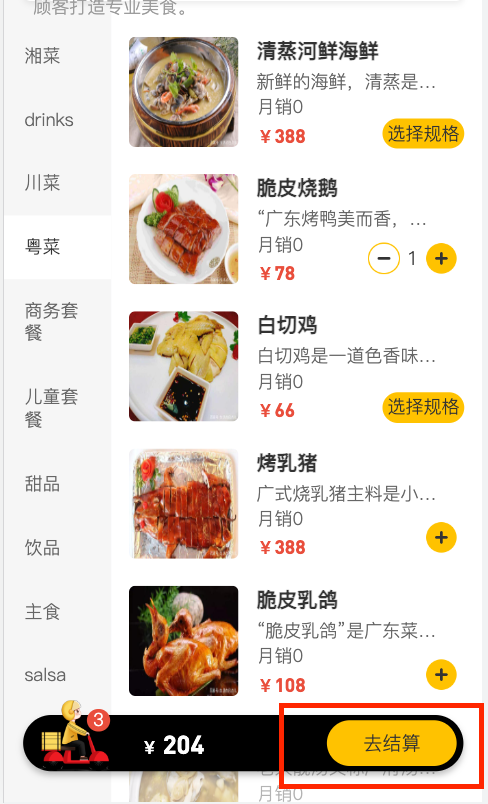 顾客打造专业美食。
湘菜
drinks
川菜
粤菜
商务套
餐
儿童套
餐
甜品
饮品
主食
salsa
清蒸河鲜海鲜
新鲜的海鲜，清蒸是...
月销0
￥388
选择规格
脆皮烧鹅
“广东烤鸭美而香，...
月销0
￥78
1
白切鸡
白切鸡是一道色香味...
月销0
￥66
选择规格
烤乳猪
广式烧乳猪主料是小...
月销0
￥388
脆皮乳鸽
“脆皮乳鸽”是广东菜...
月销0
￥108
3
￥ 204
去结算
月销0